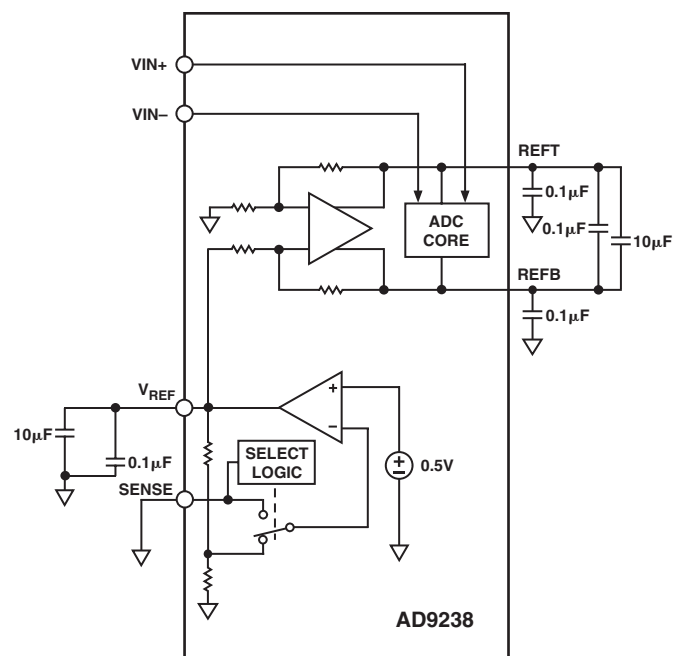 VIN+
VIN–
REFT
0.1µF
ADC
CORE
0.1µF
10µF
REFB
0.1µF
VREF
+
–
10µF
0.1µF
SELECT
LOGIC
0.5V
SENSE
AD9238